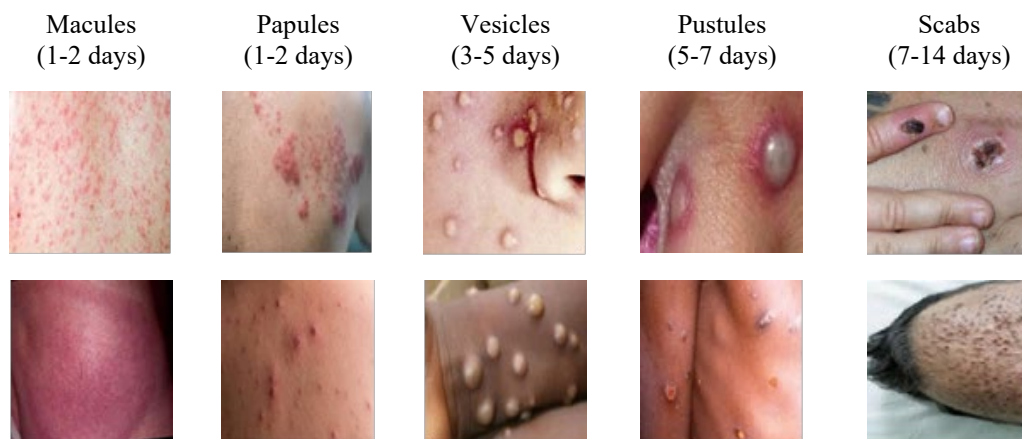 Macules
(1-2 days)
Papules
(1-2 days)
Vesicles
(3-5 days)
Pustules
(5-7 days)
Scabs
(7-14 days)